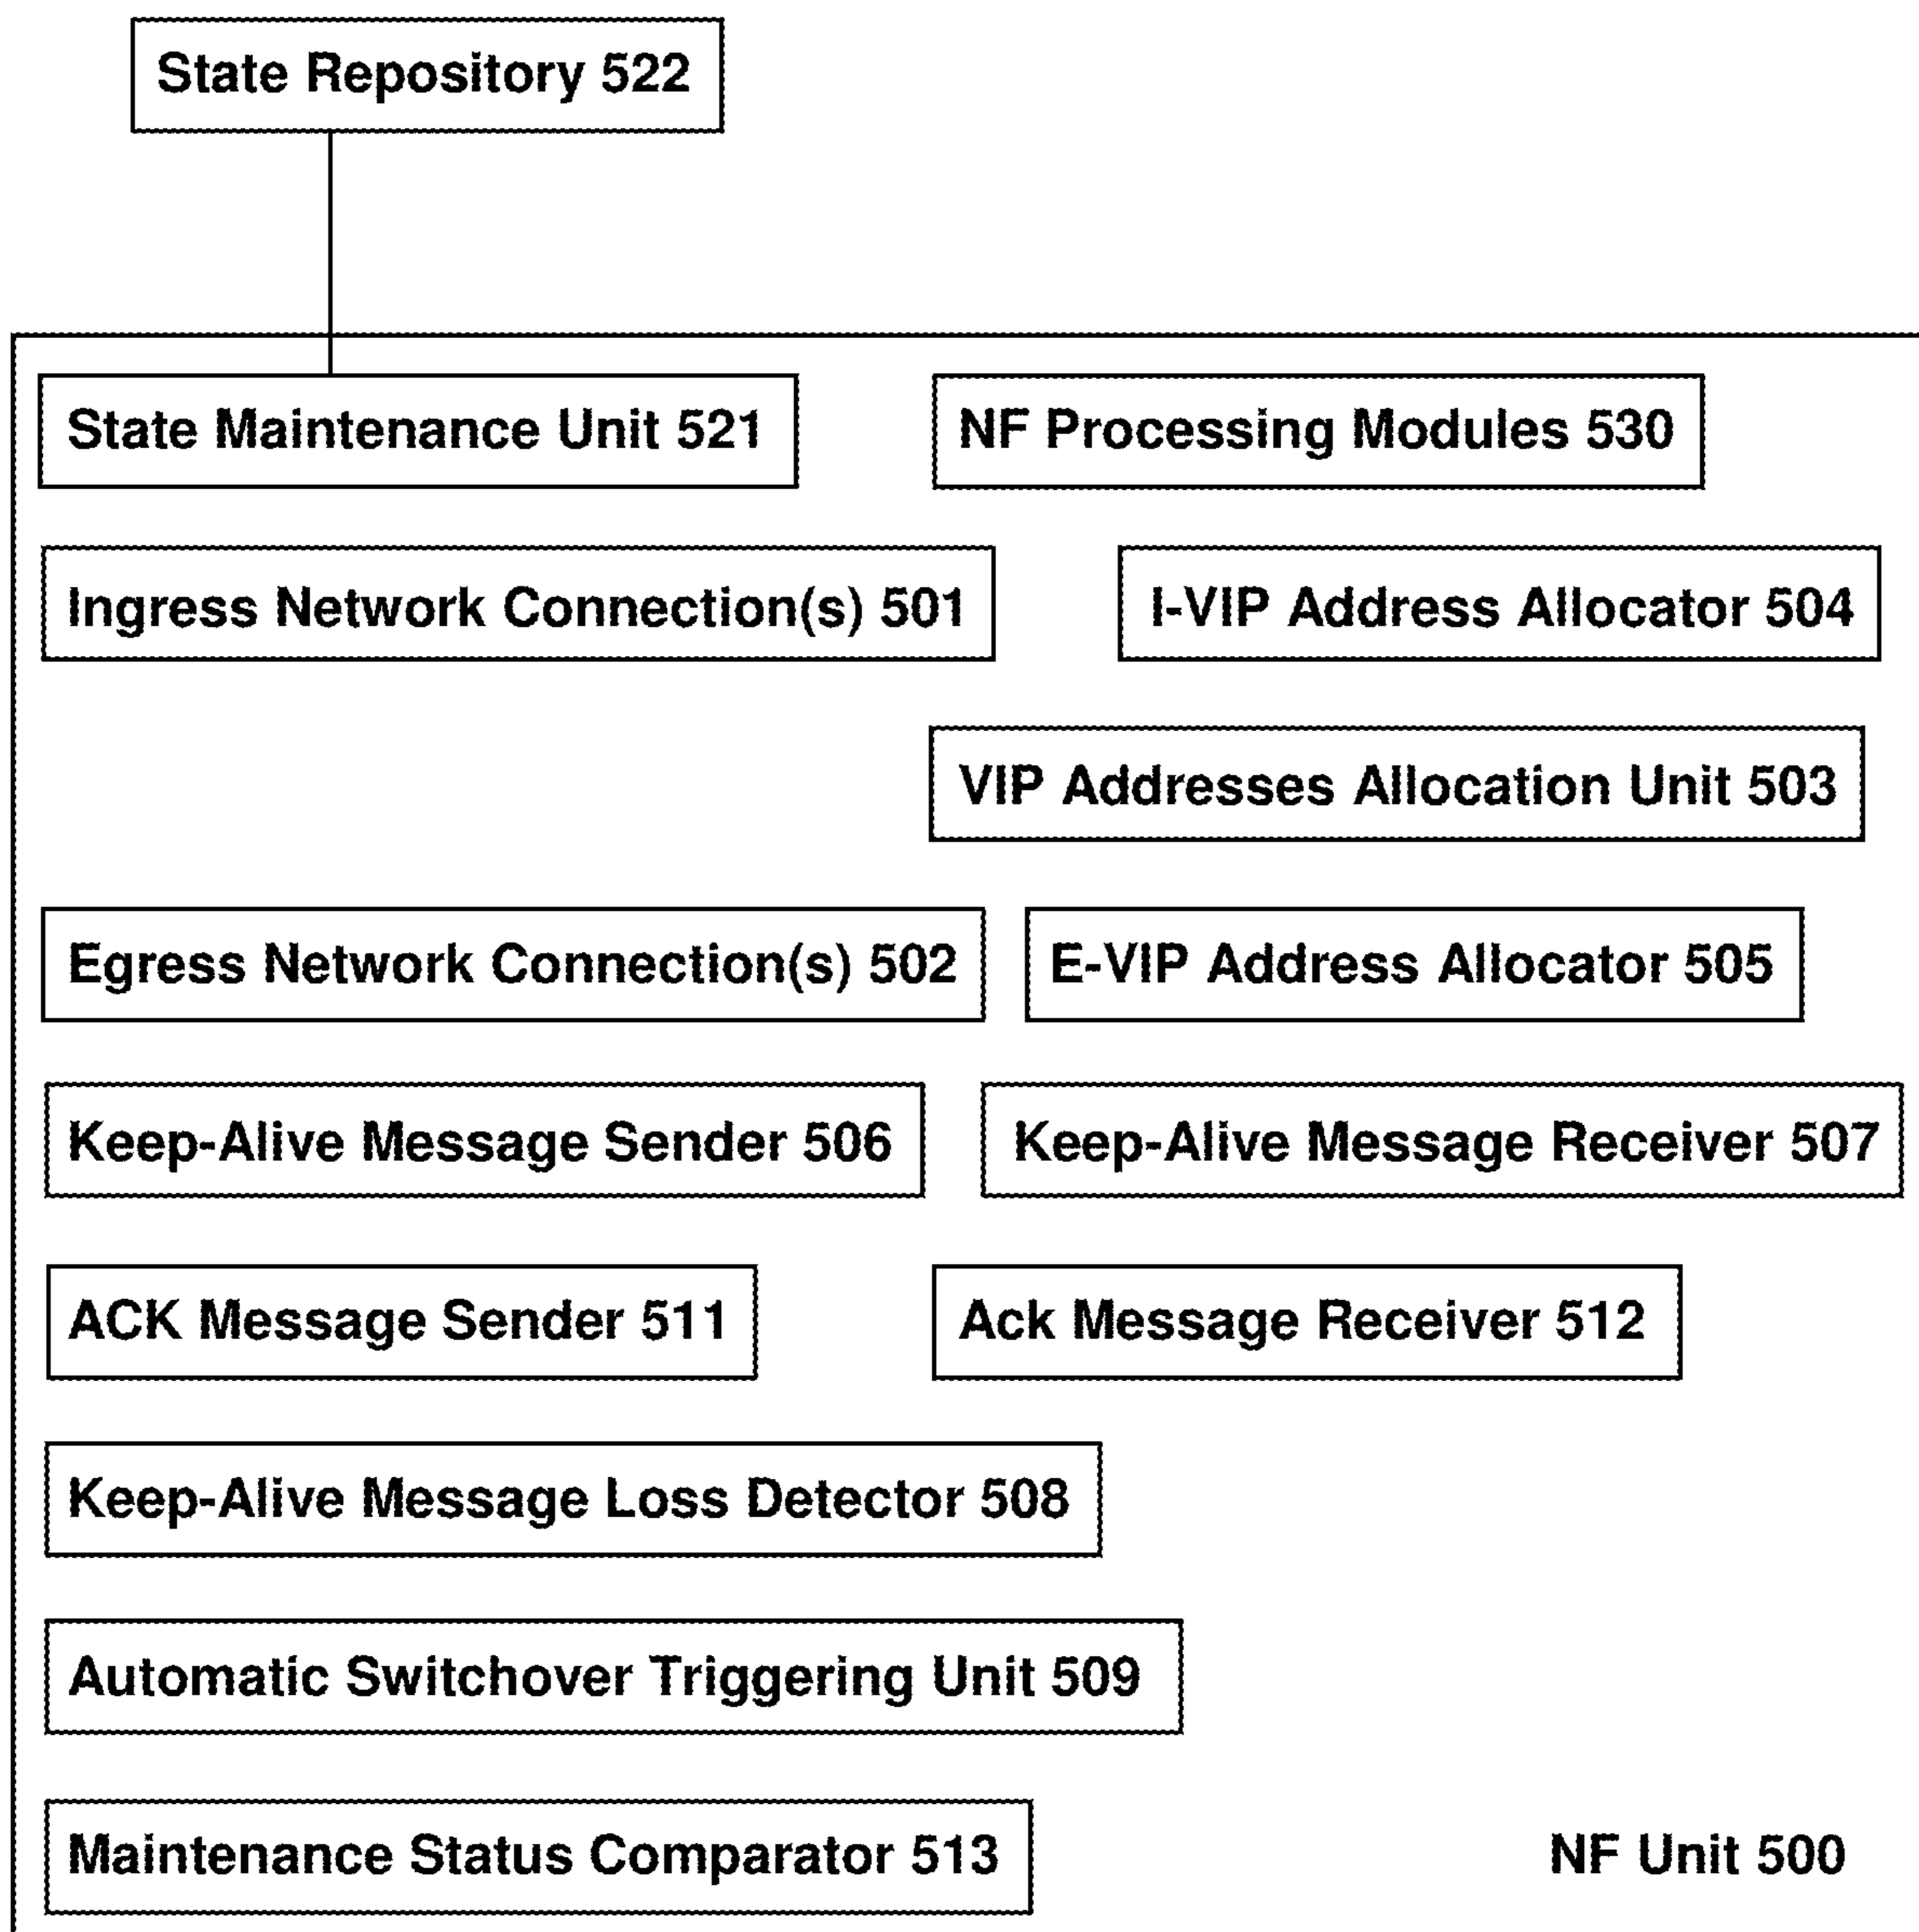 State Repository 522
State Maintenance Unit 521
NF Processing Modules 530
Ingress Network Connection(s) 501
I-VIP Address Allocator 504
VIP Addresses Allocation Unit 503
Egress Network Connection(s) 502
E-VIP Address Allocator 505
Keep-Alive Message Sender 506
Keep-Alive Message Receiver 507
ACK Message Sender 511
Ack Message Receiver 512
Keep-Alive Message Loss Detector 508
Automatic Switchover Triggering Unit 509
Maintenance Status Comparator 513
NF Unit 500